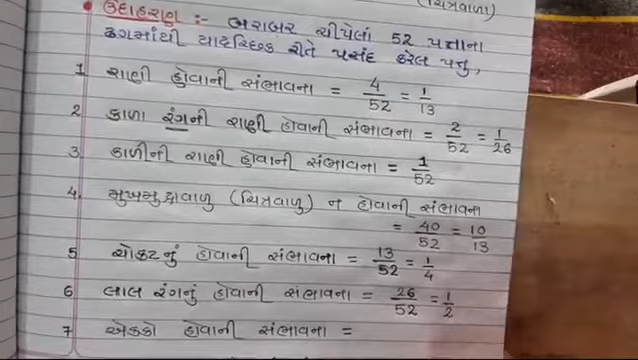 (ચિત્રવાળા)
• ઉદાહરણ :- બરાબર ચીપેલાં 52 પત્તાના
ઢગમાંથી યાદચ્છિક રીતે પસંદ કરેલ પત્તુ,
1 રાણી હોવાની સંભાવના = 4/52 = 1/13
2 કાળા રંગની રાણી હોવાની સંભાવના = 2/52 = 1/26
3 કાળીની રાણી હોવાની સંભાવના = 1/52
4 મુખમુદ્રાવાળુ (ચિત્રવાળુ) ન હોવાની સંભાવના
= 40/52 = 10/13
5 ચોકટનું હોવાની સંભાવના = 13/52 = 1/4
6 લાલ રંગનું હોવાની સંભાવના = 26/52 = 1/2
7 એક્કો હોવાની સંભાવના =